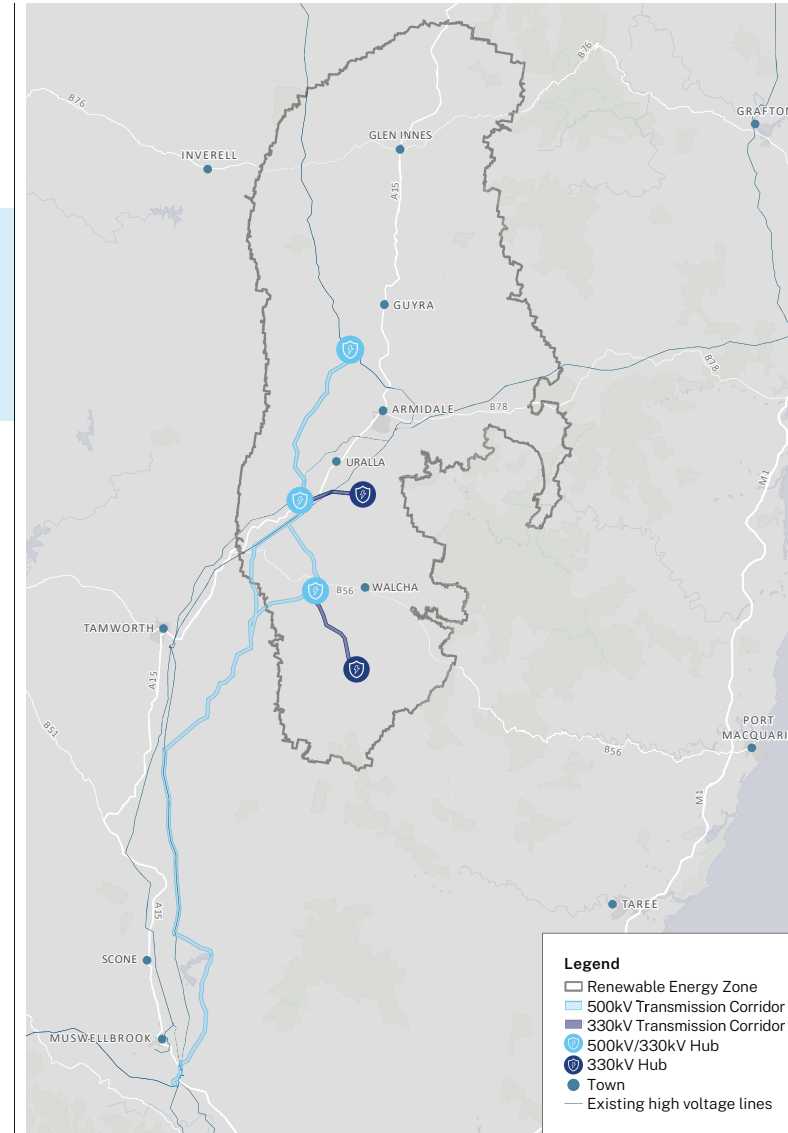 B76
B76
GRAFTON
GLEN INNES
INVERELL
A15
GUYRA
B78
ARMIDALE
B78
URALLA
M1
B56
WALCHA
TAMWORTH
A15
B51
PORT
MACQUARI
B56
M1
TAREE
A15
SCONE
MUSWELLBROOK
Legend
Renewable Energy Zone
500kV Transmission Corridor
330kV Transmission Corridor
500kV/330kV Hub
330kV Hub
Town
Existing high voltage lines